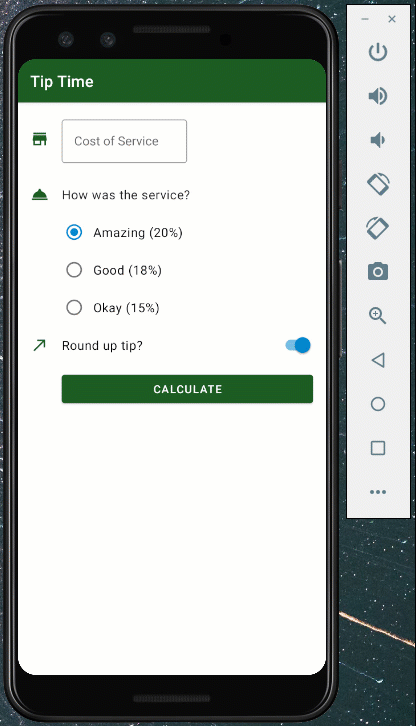 Tip Time
Cost of Service
How was the service?
Amazing (20%)
Good (18%)
Okay (15%)
Round up tip?
CALCULATE